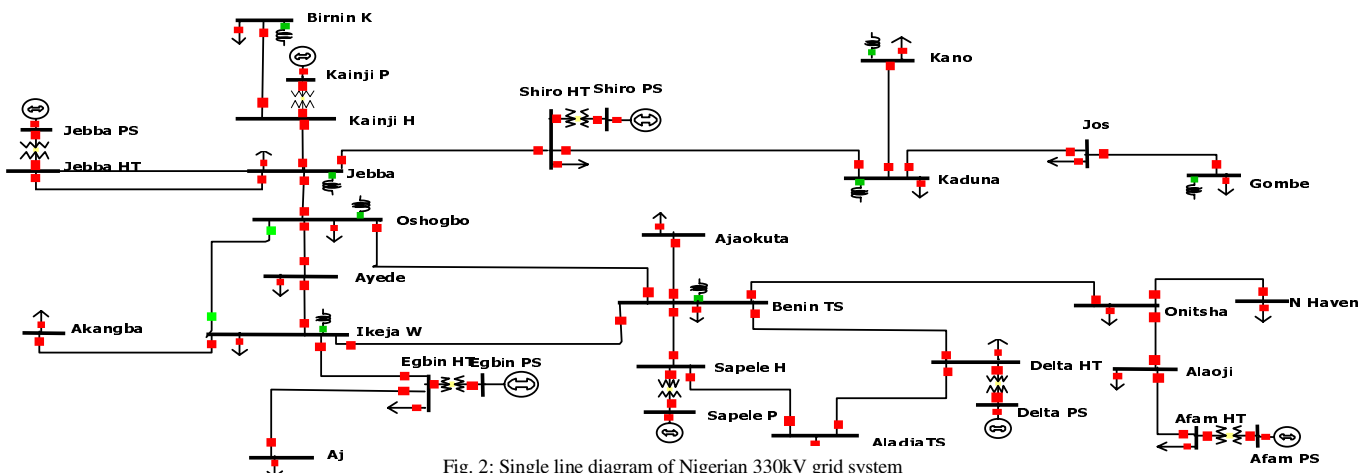 Birnin K
Kainji P
Kano
Shiro HT Shiro PS
Kainji H
Jebba PS
Jos
Jebba HT
Jebba
Kaduna
Gombe
Oshogbo
Ajaokuta
Ayede
Benin TS
Onitsha
N Haven
Akangba
Ikeja W
Egbin HT Egbin PS
Sapele H
Delta HT
Alaoji
Sapele P
Delta PS
Afam HT
Aladja TS
Afam PS
Aj
Fig. 2: Single line diagram of Nigerian 330kV grid system